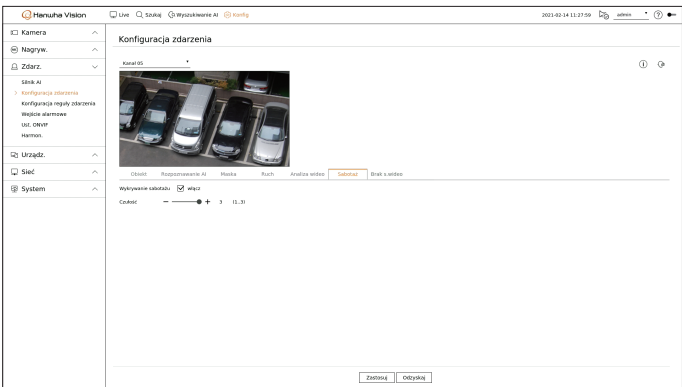 Hanwha Vision
Live Szukaj Wyszukiwanie AI Konfig
2021-02-14 11:27:59 admin ?
Kamera
Nagryw.
Zdarz.
Silnik AI
> Konfiguracja zdarzenia
Konfiguracja reguły zdarzenia
Wejście alarmowe
Usł. ONVIF
Harmon.
Urządz.
Sieć
System
Konfiguracja zdarzenia
Kanał 05
i
Obiekt Rozpoznawanie AI Maska Ruch Analiza wideo Sabotaż Brak s.wideo
Wykrywanie sabotażu włącz
Czułość − + 3 (1..3)
Zastosuj Odzyskaj